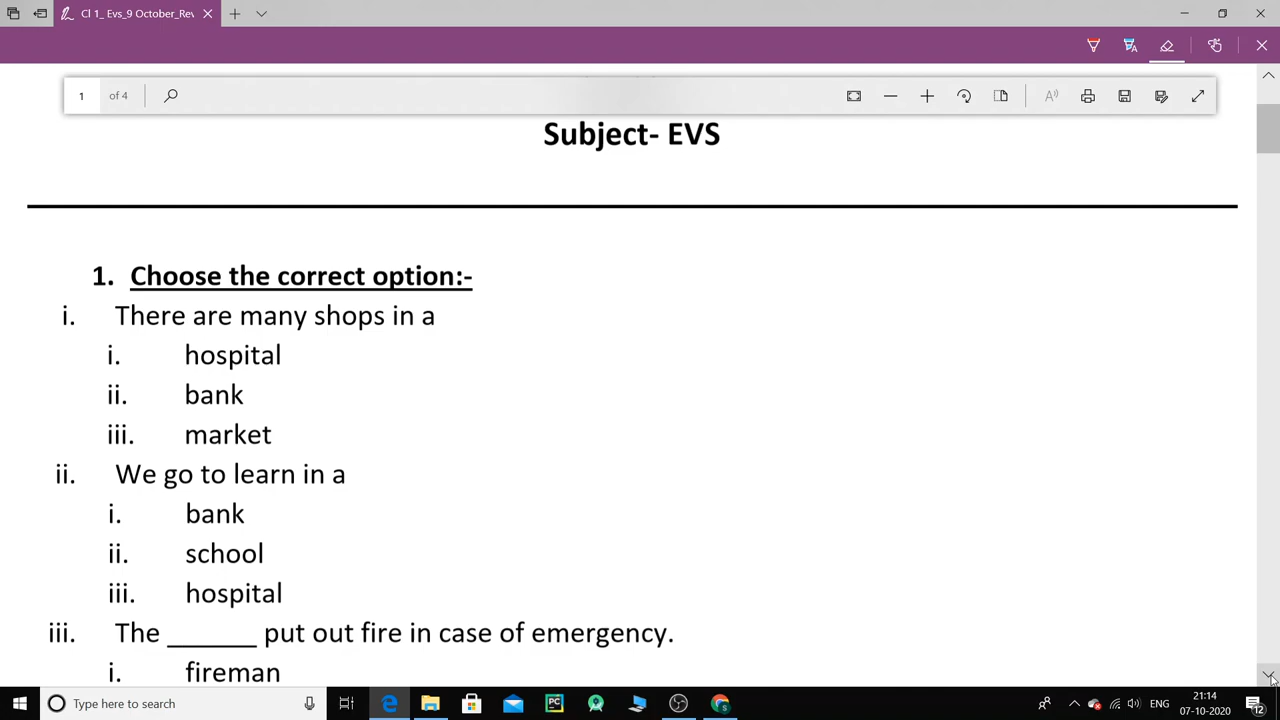 Cl 1_ Evs_9 October_Rev
1 of 4
Subject- EVS
1. Choose the correct option:-
i. There are many shops in a
i. hospital
ii. bank
iii. market
ii. We go to learn in a
i. bank
ii. school
iii. hospital
iii. The ______ put out fire in case of emergency.
i. fireman
Type here to search
ENG
21:14
07-10-2020
12